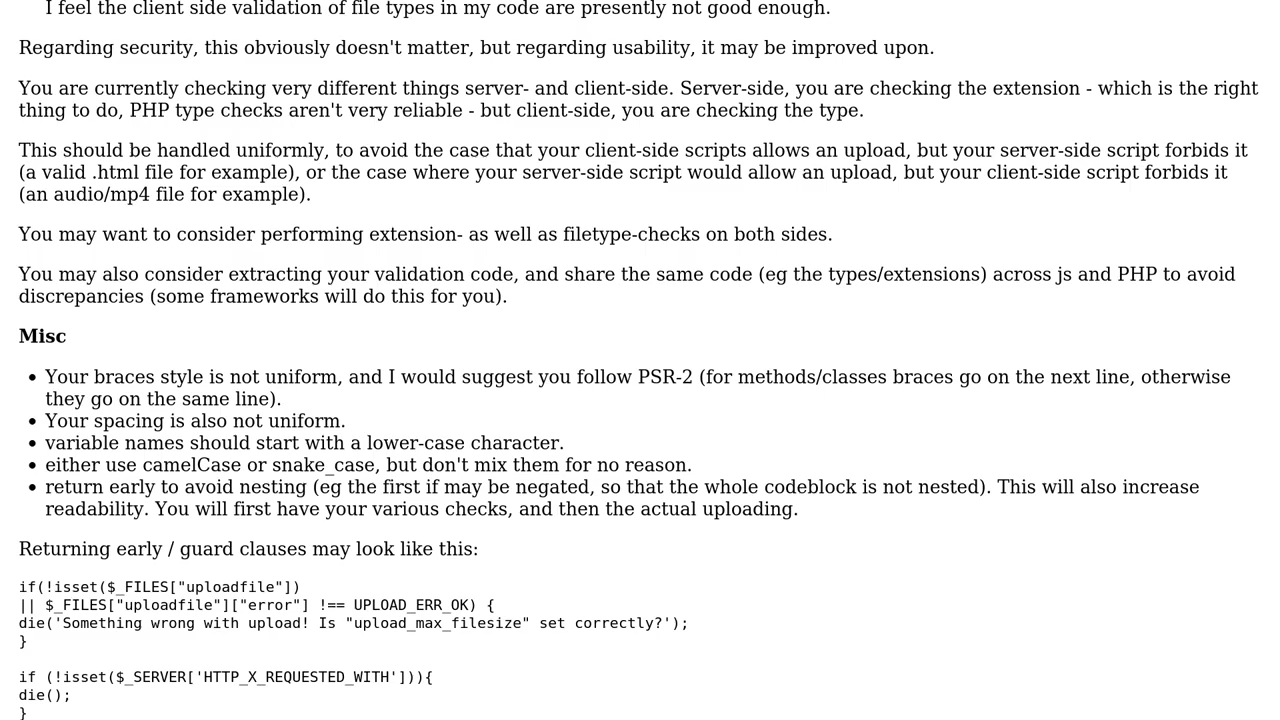 I feel the client side validation of file types in my code are presently not good enough.
Regarding security, this obviously doesn't matter, but regarding usability, it may be improved upon.
You are currently checking very different things server- and client-side. Server-side, you are checking the extension - which is the right
thing to do, PHP type checks aren't very reliable - but client-side, you are checking the type.
This should be handled uniformly, to avoid the case that your client-side scripts allows an upload, but your server-side script forbids it
(a valid .html file for example), or the case where your server-side script would allow an upload, but your client-side script forbids it
(an audio/mp4 file for example).
You may want to consider performing extension- as well as filetype-checks on both sides.
You may also consider extracting your validation code, and share the same code (eg the types/extensions) across js and PHP to avoid
discrepancies (some frameworks will do this for you).
Misc
• Your braces style is not uniform, and I would suggest you follow PSR-2 (for methods/classes braces go on the next line, otherwise
they go on the same line).
• Your spacing is also not uniform.
• variable names should start with a lower-case character.
• either use camelCase or snake_case, but don't mix them for no reason.
• return early to avoid nesting (eg the first if may be negated, so that the whole codeblock is not nested). This will also increase
readability. You will first have your various checks, and then the actual uploading.
Returning early / guard clauses may look like this:
if(!isset($_FILES["uploadfile"])
|| $_FILES["uploadfile"]["error"] !== UPLOAD_ERR_OK) {
die('Something wrong with upload! Is "upload_max_filesize" set correctly?');
}
if (!isset($_SERVER['HTTP_X_REQUESTED_WITH'])){
die();
}